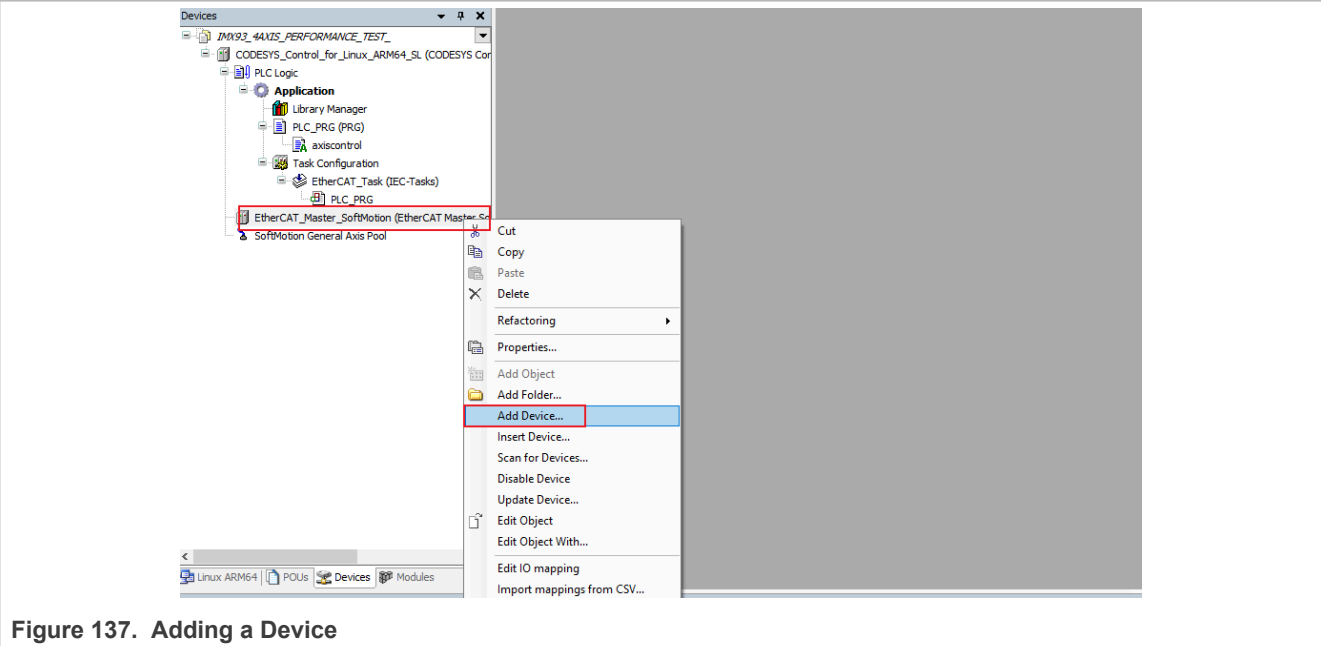 Devices
IMX93_4AXIS_PERFORMANCE_TEST_
CODESYS_Control_for_Linux_ARM64_SL (CODESYS Cor
PLC Logic
Application
Library Manager
PLC_PRG (PRG)
axiscontrol
Task Configuration
EtherCAT_Task (IEC-Tasks)
PLC_PRG
EtherCAT_Master_SoftMotion (EtherCAT Master So
SoftMotion General Axis Pool
Cut
Copy
Paste
Delete
Refactoring
Properties...
Add Object
Add Folder...
Add Device...
Insert Device...
Scan for Devices...
Disable Device
Update Device...
Edit Object
Edit Object With...
Edit IO mapping
Import mappings from CSV...
Linux ARM64 POUs Devices Modules
Figure 137. Adding a Device